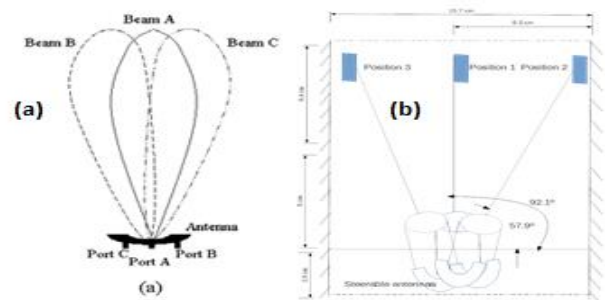 Beam A
Beam B
Beam C
(a)
Antenna
Port C
Port B
Port A
(a)
(b)
Position 3
Position 1
Position 2
92.1°
57.9°
Steerable antennas